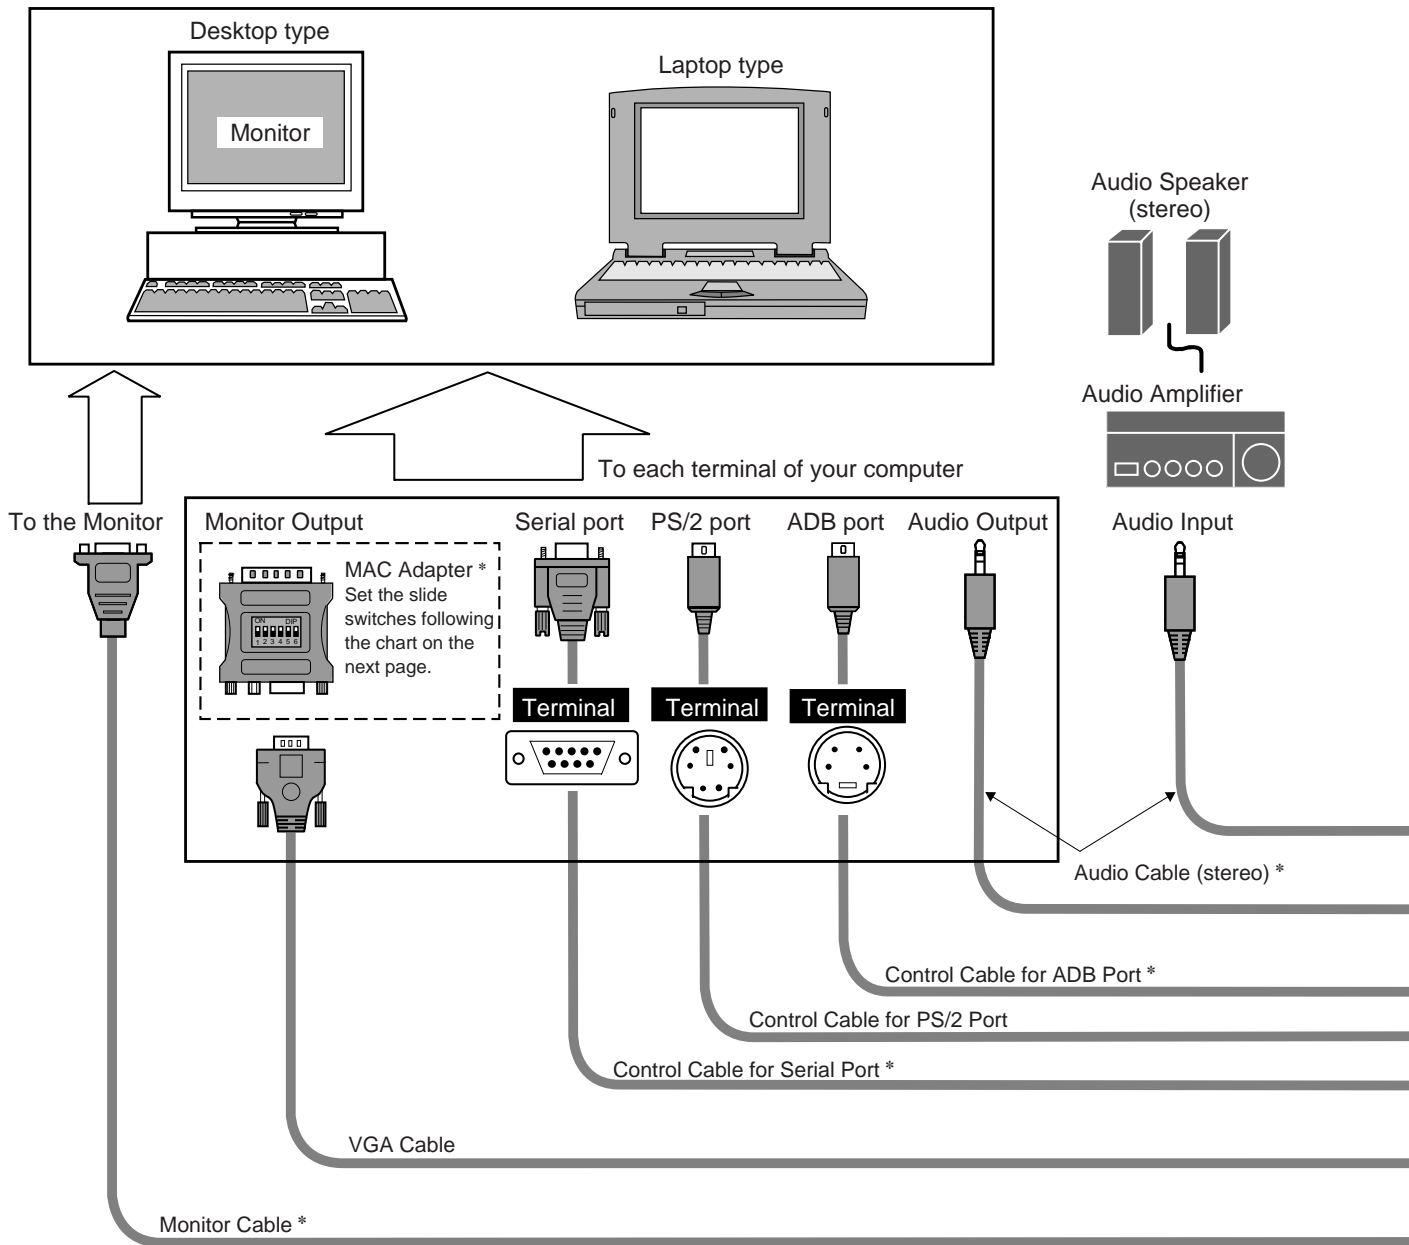 Desktop type
Monitor
Laptop type
Audio Speaker
(stereo)
Audio Amplifier
To each terminal of your computer
To the Monitor
Monitor Output
Serial port
PS/2 port
ADB port
Audio Output
Audio Input
MAC Adapter *
Set the slide
switches following
the chart on the
next page.
ON DIP
1 2 3 4 5 6
Terminal
Terminal
Terminal
Audio Cable (stereo) *
Control Cable for ADB Port *
Control Cable for PS/2 Port
Control Cable for Serial Port *
VGA Cable
Monitor Cable *